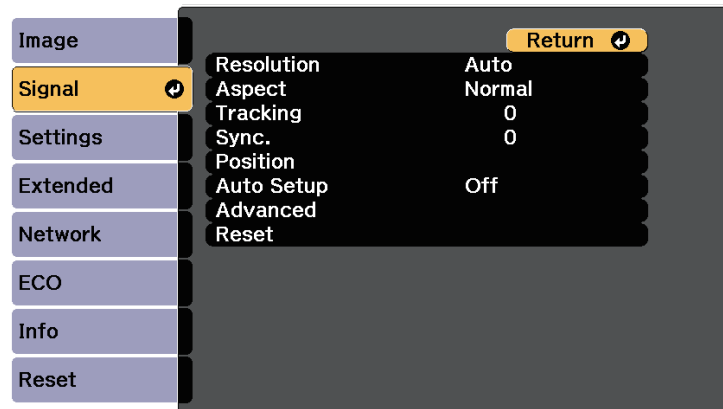 Image
Signal
Settings
Extended
Network
ECO
Info
Reset
Return
Resolution Auto
Aspect Normal
Tracking 0
Sync. 0
Position
Auto Setup Off
Advanced
Reset